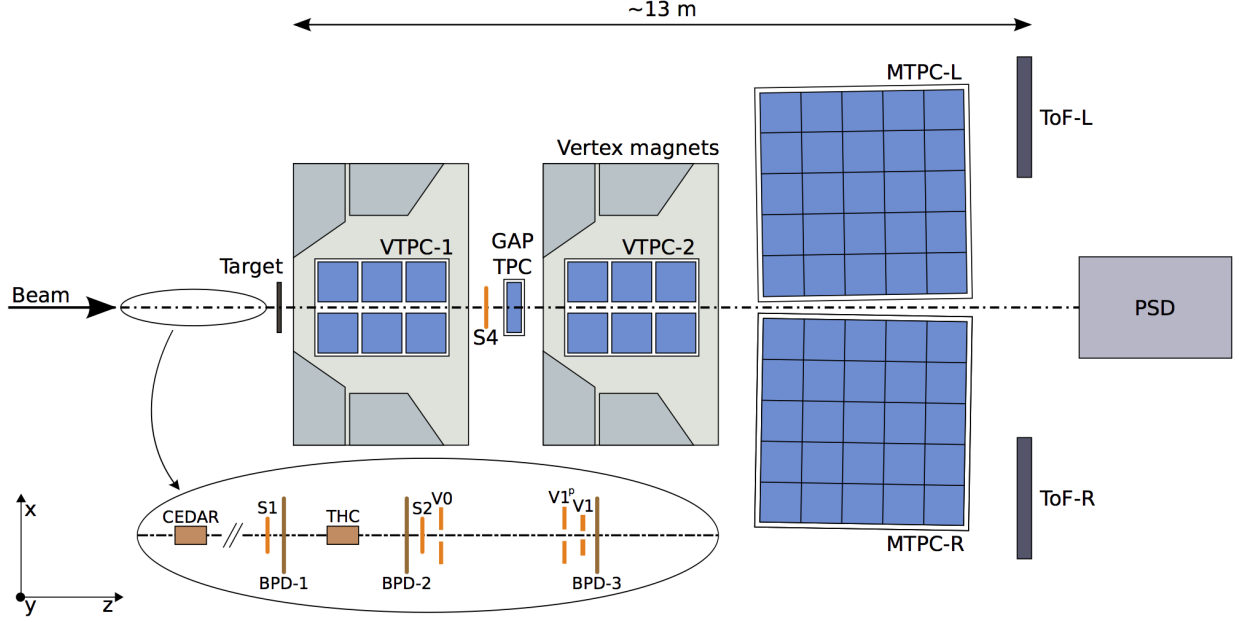 ~13 m
MTPC-L
ToF-L
Vertex magnets
VTPC-1
GAP
TPC
VTPC-2
Target
Beam
PSD
S4
x
y
z
CEDAR
S1
THC
S2
V0
V1ᵖ
V1
BPD-1
BPD-2
BPD-3
ToF-R
MTPC-R